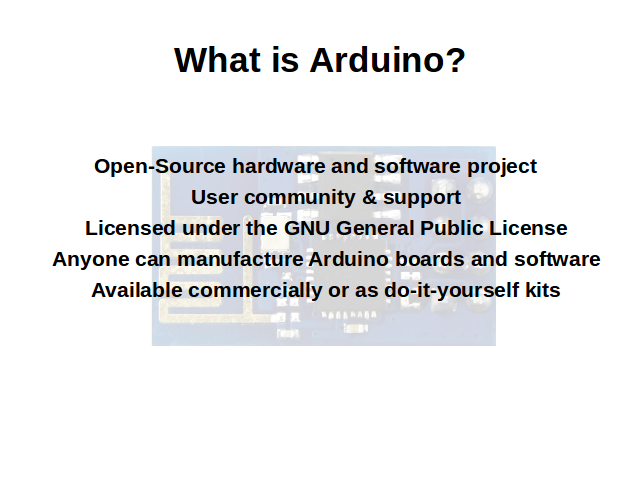 What is Arduino?
Open-Source hardware and software project
User community & support
Licensed under the GNU General Public License
Anyone can manufacture Arduino boards and software
Available commercially or as do-it-yourself kits